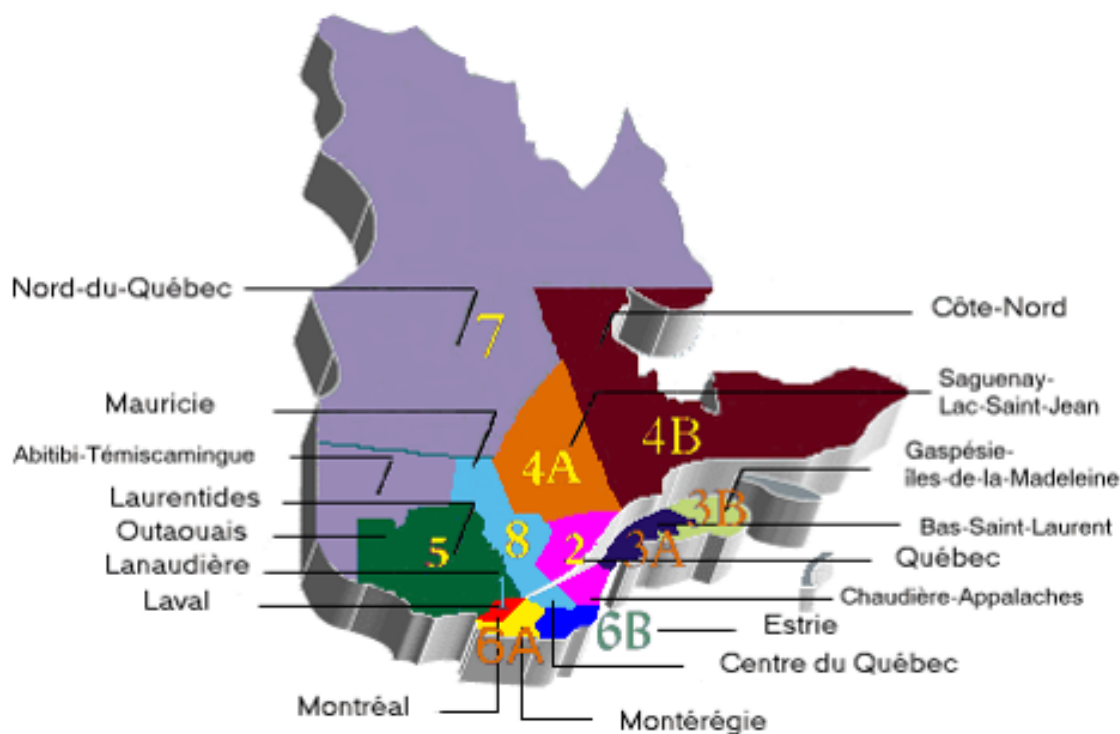 Nord-du-Québec
7
Côte-Nord
Mauricie
Saguenay-
Lac-Saint-Jean
4B
Abitibi-Témiscamingue
4A
Gaspésie-
îles-de-la-Madeleine
Laurentides
3B
Outaouais
5
8
2
3A
Bas-Saint-Laurent
Lanaudière
Québec
Laval
Chaudière-Appalaches
6A
6B
Estrie
Centre du Québec
Montréal
Montérégie